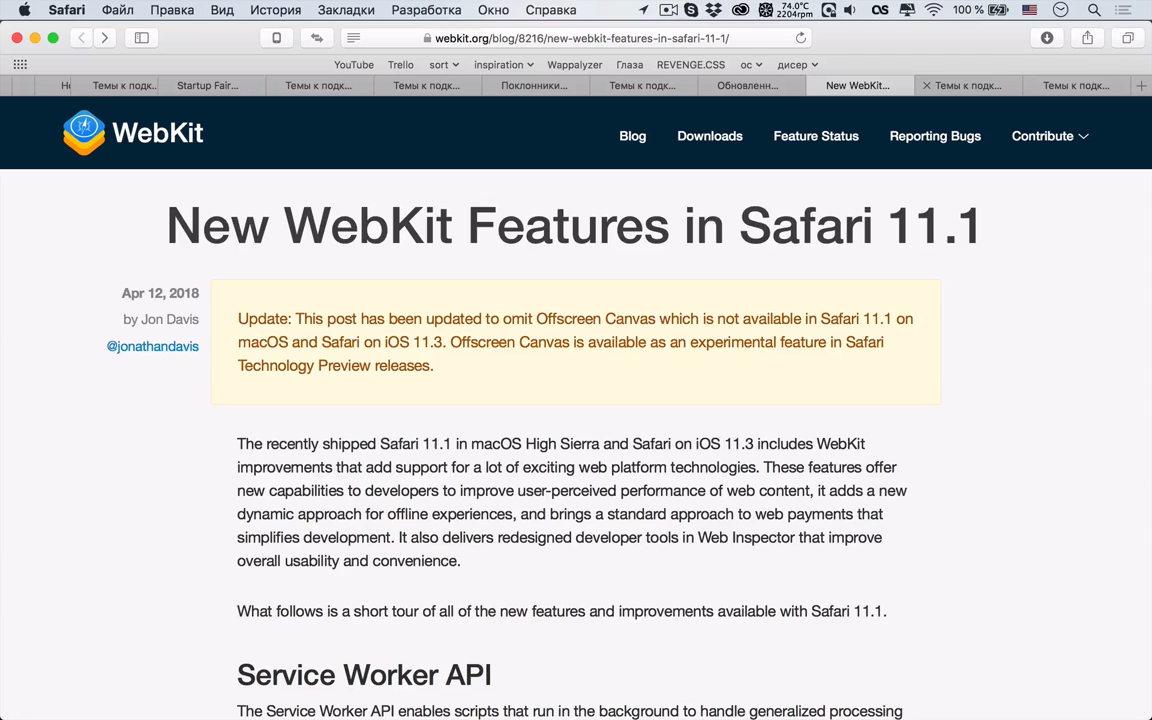 Safari Файл Правка Вид История Закладки Разработка Окно Справка 74.0°C 2204rpm 100 %
webkit.org/blog/8216/new-webkit-features-in-safari-11-1/
YouTube Trello sort inspiration Wappalyzer Глаза REVENGE.CSS ос дисер
Темы к подк... Startup Fair... Темы к подк... Темы к подк... Поклонники... Темы к подк... Обновленн... New WebKit... Темы к подк... Темы к подк...
WebKit Blog Downloads Feature Status Reporting Bugs Contribute
New WebKit Features in Safari 11.1
Apr 12, 2018
by Jon Davis
@jonathandavis
Update: This post has been updated to omit Offscreen Canvas which is not available in Safari 11.1 on
macOS and Safari on iOS 11.3. Offscreen Canvas is available as an experimental feature in Safari
Technology Preview releases.
The recently shipped Safari 11.1 in macOS High Sierra and Safari on iOS 11.3 includes WebKit
improvements that add support for a lot of exciting web platform technologies. These features offer
new capabilities to developers to improve user-perceived performance of web content, it adds a new
dynamic approach for offline experiences, and brings a standard approach to web payments that
simplifies development. It also delivers redesigned developer tools in Web Inspector that improve
overall usability and convenience.
What follows is a short tour of all of the new features and improvements available with Safari 11.1.
Service Worker API
The Service Worker API enables scripts that run in the background to handle generalized processing